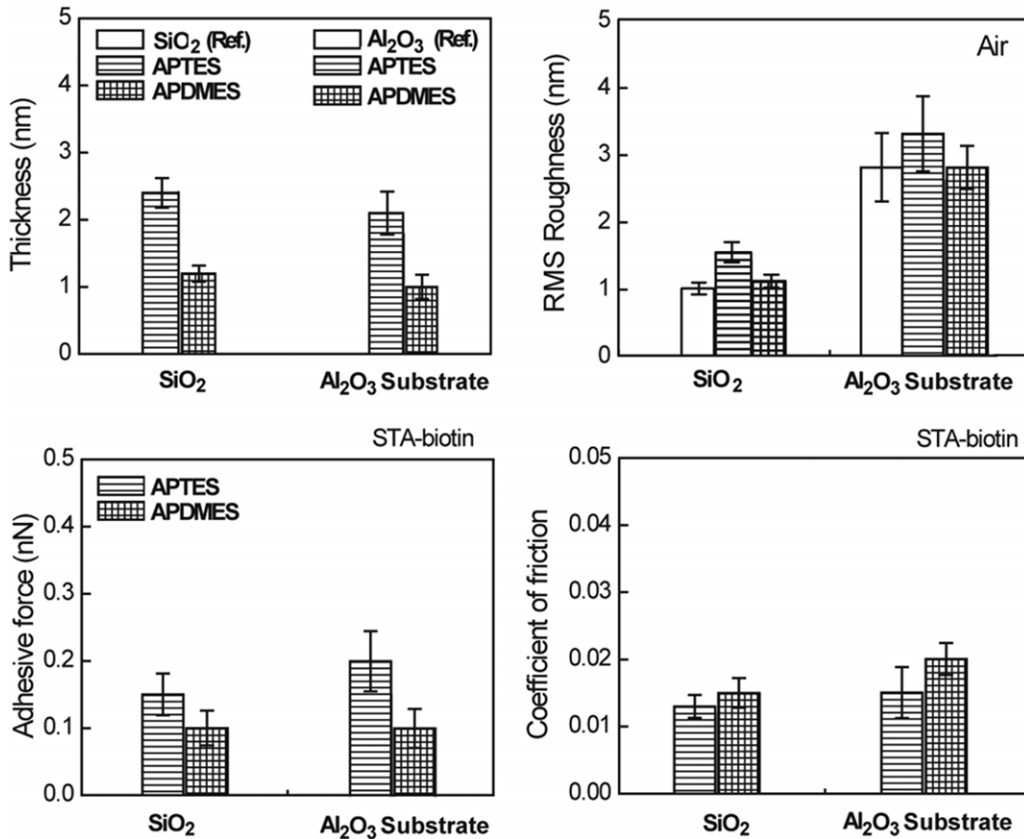 Thickness (nm)
5
4
3
2
1
0
SiO₂ (Ref.)
APTES
APDMES
Al₂O₃ (Ref.)
APTES
APDMES
SiO₂
Al₂O₃ Substrate
RMS Roughness (nm)
5
4
3
2
1
0
Air
SiO₂
Al₂O₃ Substrate
STA-biotin
Adhesive force (nN)
0.5
0.4
0.3
0.2
0.1
0.0
APTES
APDMES
SiO₂
Al₂O₃ Substrate
STA-biotin
Coefficient of friction
0.05
0.04
0.03
0.02
0.01
0.00
SiO₂
Al₂O₃ Substrate